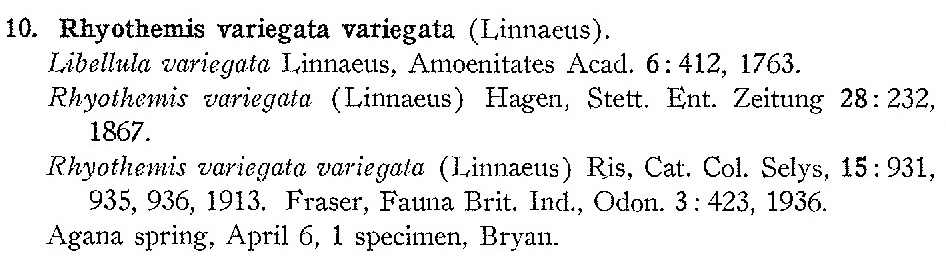 10. Rhyothemis variegata variegata (Linnaeus).
Libellula variegata Linnaeus, Amoenitates Acad. 6:412, 1763.
Rhyothemis variegata (Linnaeus) Hagen, Stett. Ent. Zeitung 28:232,
1867.
Rhyothemis variegata variegata (Linnaeus) Ris, Cat. Col. Selys, 15:931,
935, 936, 1913. Fraser, Fauna Brit. Ind., Odon. 3:423, 1936.
Agana spring, April 6, 1 specimen, Bryan.